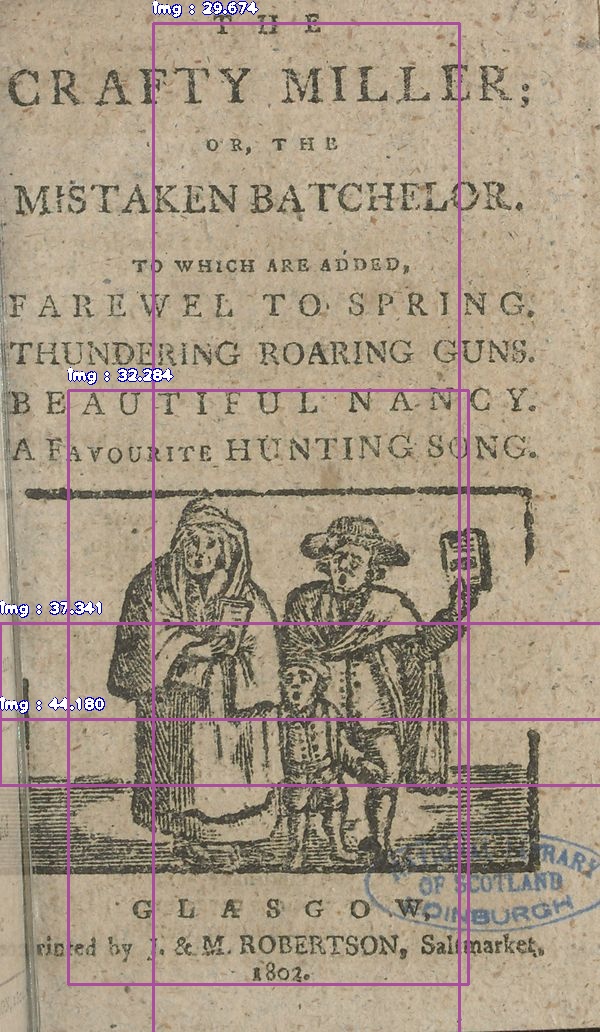 Img : 29.674
THE
CRAFTY MILLER;
OR, THE
MISTAKEN BATCHELOR.
TO WHICH ARE ADDED,
FAREWEL TO SPRING.
THUNDERING ROARING GUNS.
Img : 32.284
BEAUTIFUL NANCY.
A FAVOURITE HUNTING SONG.
Img : 37.341
Img : 44.180
NATIONAL LIBRARY
OF SCOTLAND
EDINBURGH
GLASGOW,
Printed by J. & M. ROBERTSON, Saltmarket,
1802.